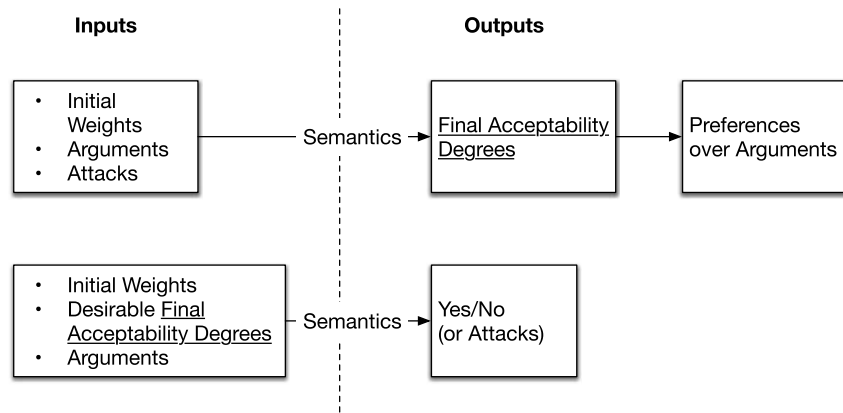 Inputs
Outputs
• Initial
Weights
• Arguments
• Attacks
Semantics
Final Acceptability
Degrees
Preferences
over Arguments
• Initial Weights
• Desirable Final
Acceptability Degrees
• Arguments
Semantics
Yes/No
(or Attacks)